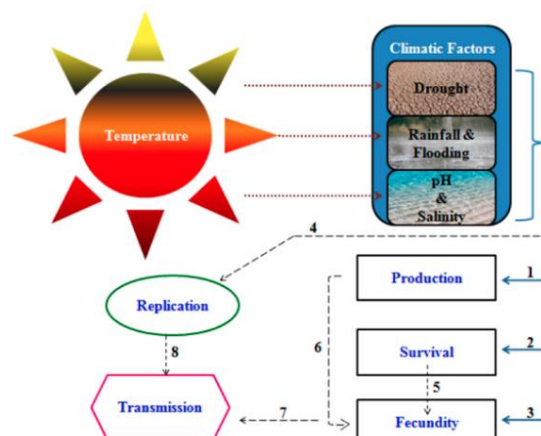 Climatic Factors
Drought
Temperature
Rainfall &
Flooding
pH
&
Salinity
4
Replication
Production
1
8
6
Survival
2
5
Transmission
7
Fecundity
3